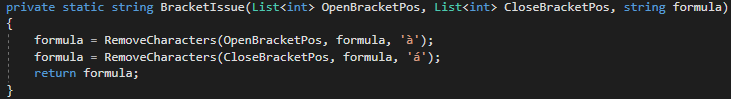 private static string BracketIssue(List<int> OpenBracketPos, List<int> CloseBracketPos, string formula)
{
formula = RemoveCharacters(OpenBracketPos, formula, 'à');
formula = RemoveCharacters(CloseBracketPos, formula, 'á');
return formula;
}